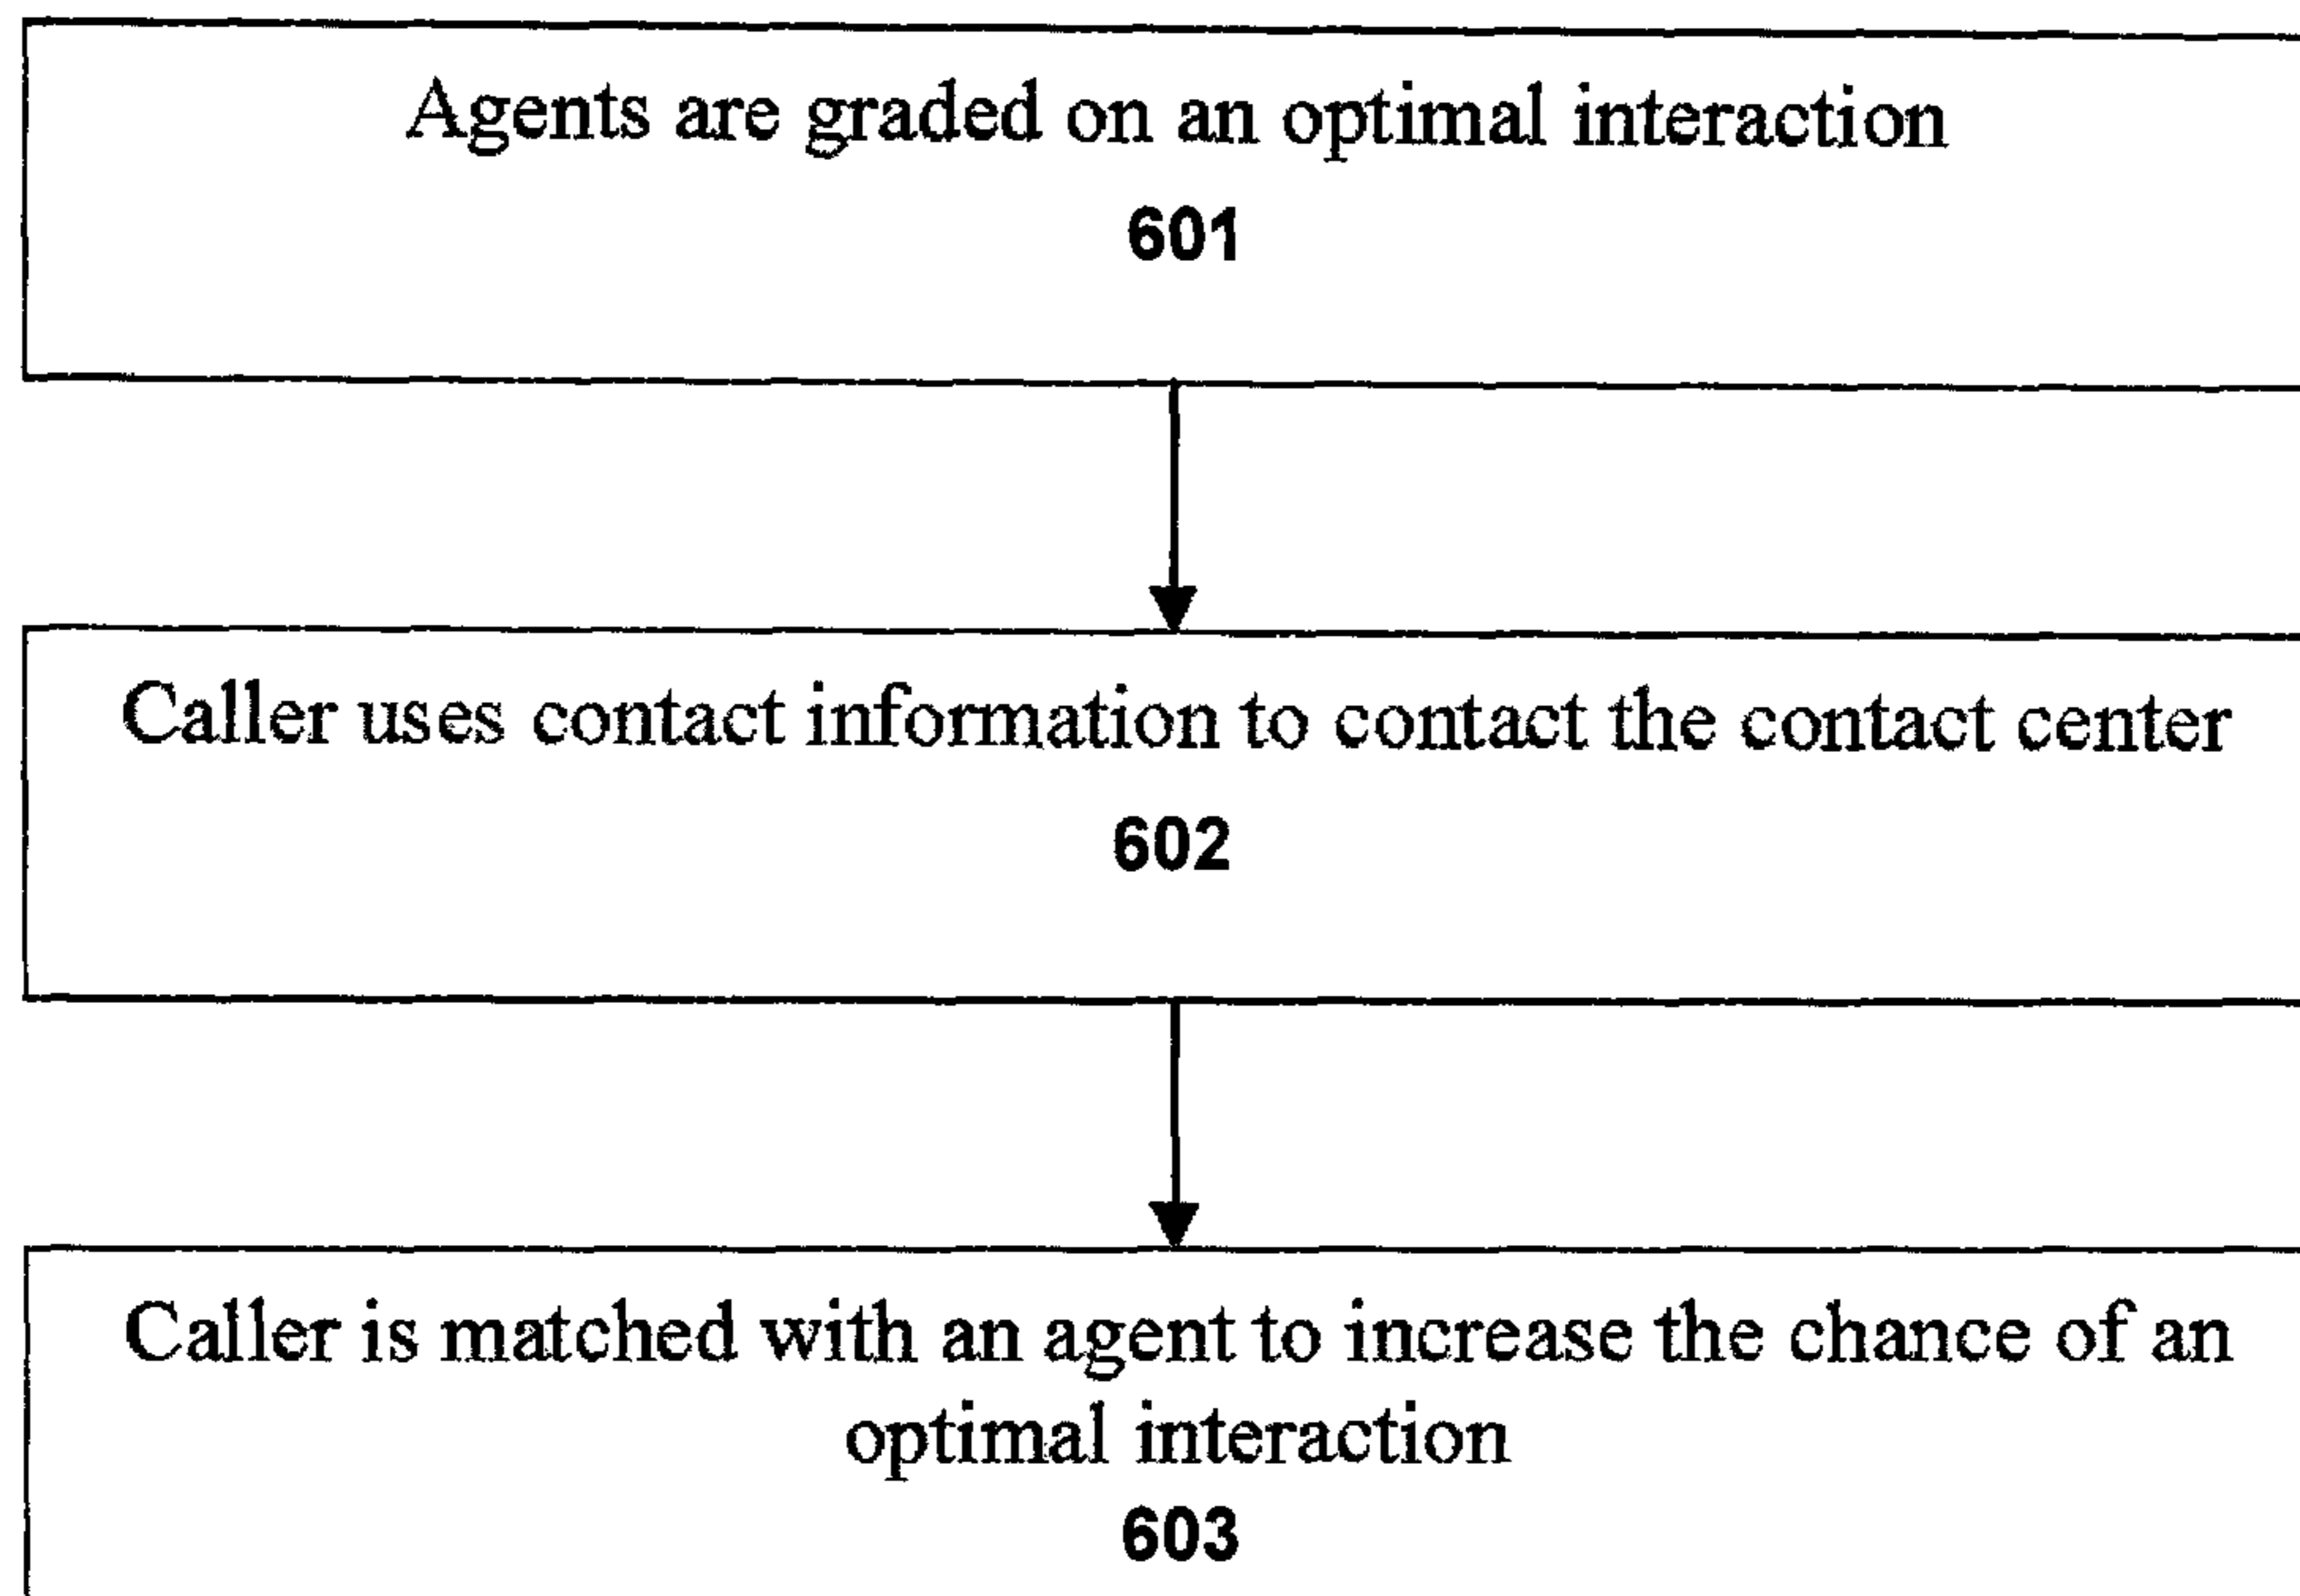 Agents are graded on an optimal interaction
601
Caller uses contact information to contact the contact center
602
Caller is matched with an agent to increase the chance of an
optimal interaction
603